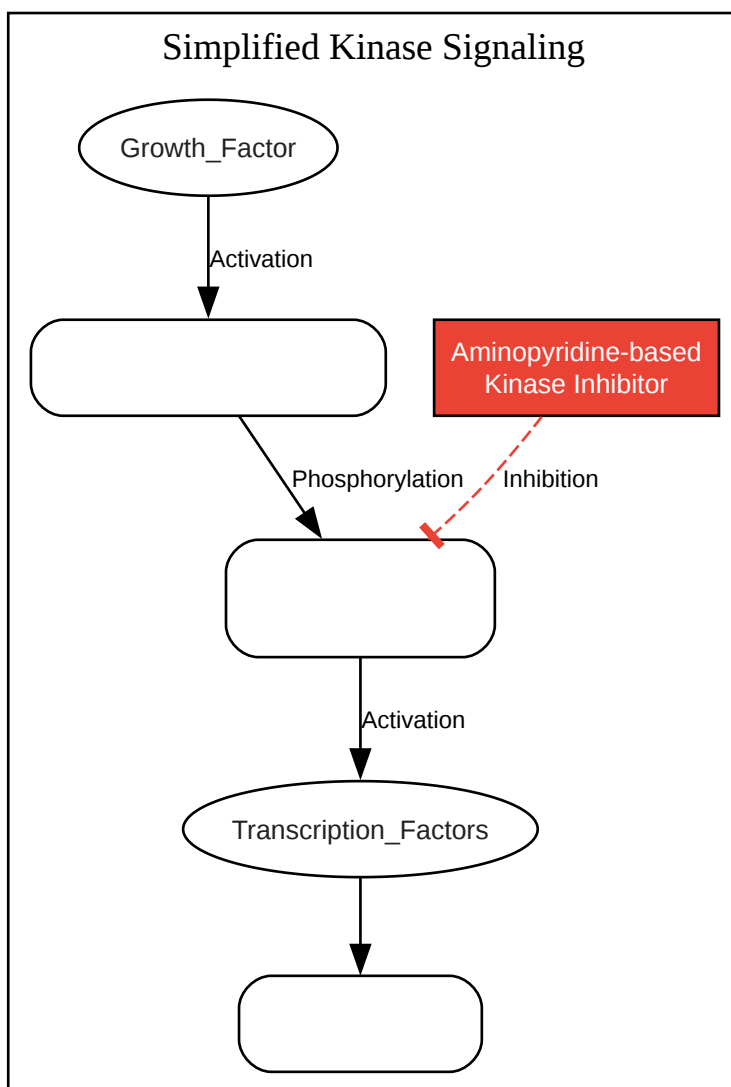 Simplified Kinase Signaling
Growth_Factor
Activation
Aminopyridine-based
Kinase Inhibitor
Phosphorylation
Inhibition
Activation
Transcription_Factors